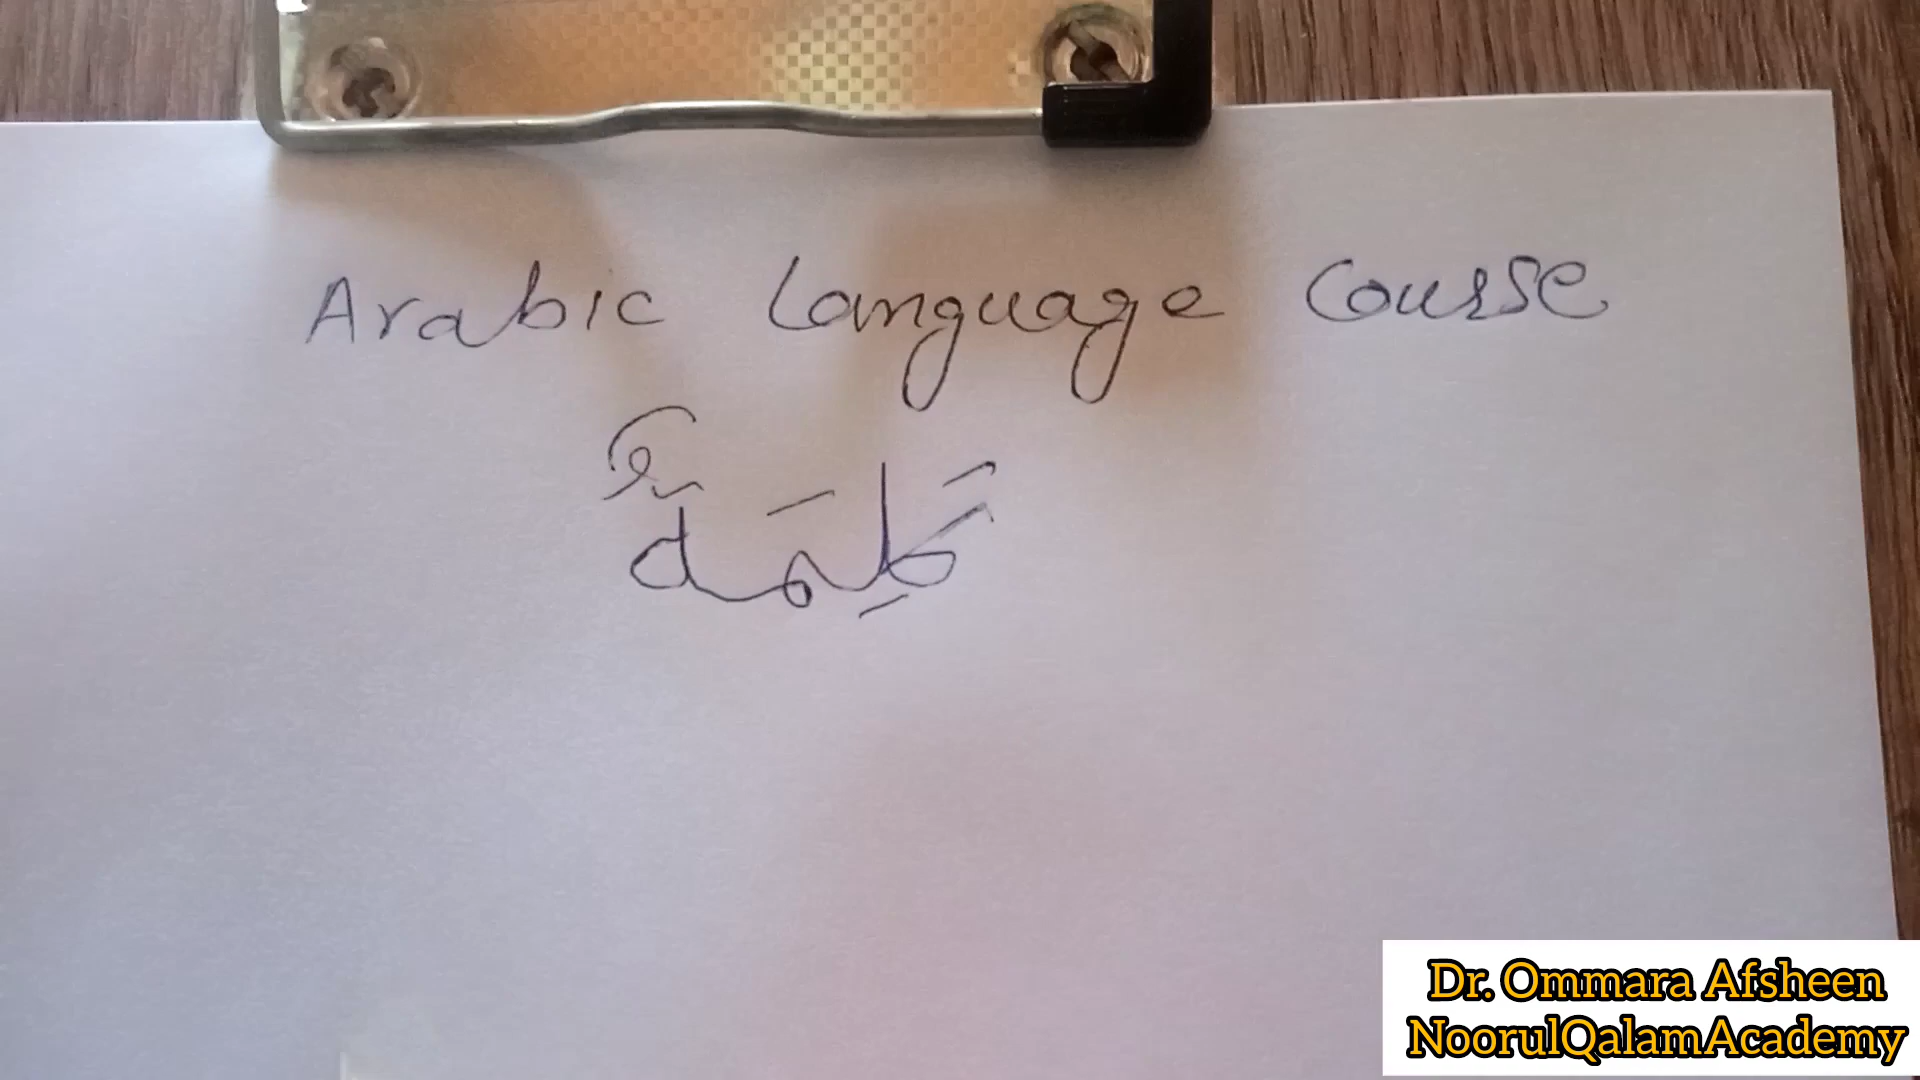 Arabic Language Course
كَلِمَةٌ
Dr. Ommara Afsheen
NoorulQalamAcademy